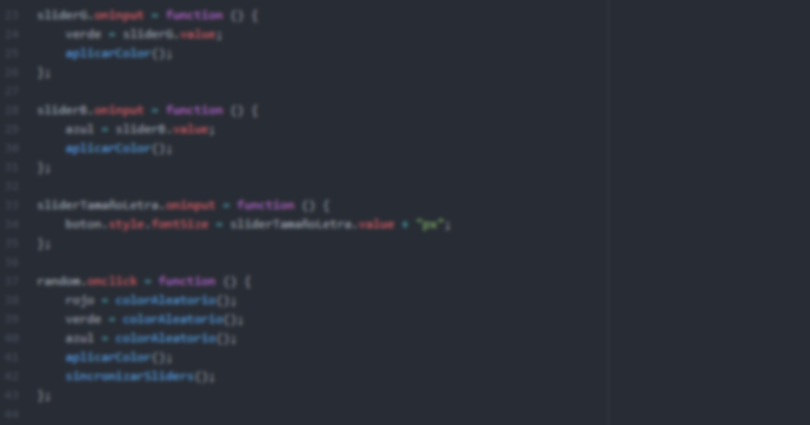 23 sliderG.oninput = function () {
24 verde = sliderG.value;
25 aplicarColor();
26 };
27
28 sliderB.oninput = function () {
29 azul = sliderB.value;
30 aplicarColor();
31 };
32
33 sliderTamañoLetra.oninput = function () {
34 boton.style.fontSize = sliderTamañoLetra.value + "px";
35 };
36
37 random.onclick = function () {
38 rojo = colorAleatorio();
39 verde = colorAleatorio();
40 azul = colorAleatorio();
41 aplicarColor();
42 sincronizarSliders();
43 };
44